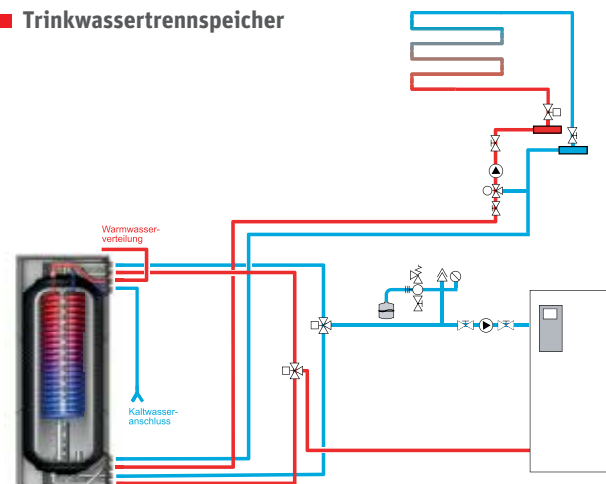 Trinkwassertrennspeicher
Warmwasser-
verteilung
Kaltwasser-
anschluss